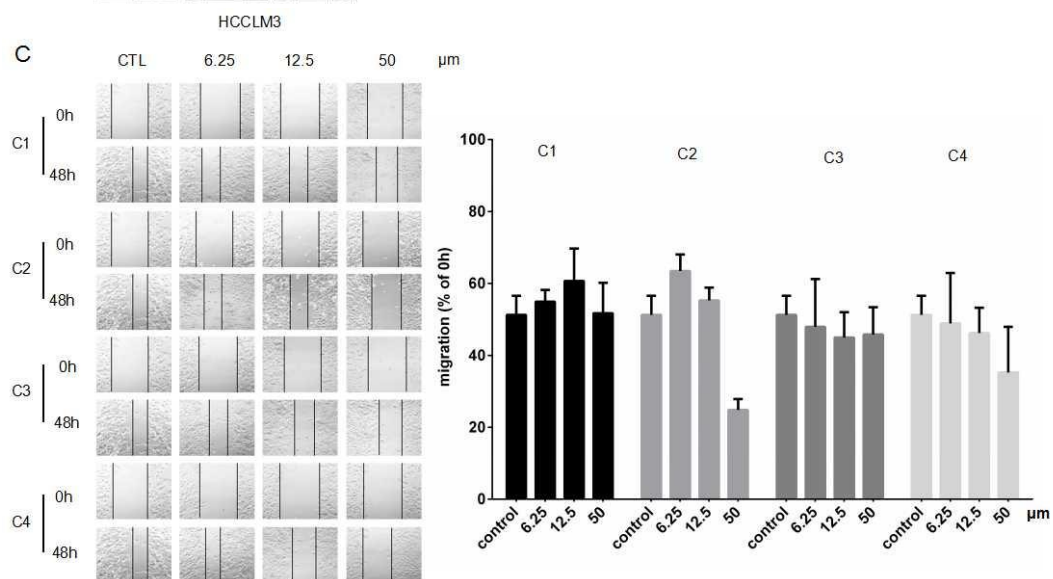 HCCLM3
C
CTL 6.25 12.5 50 μm
C1
0h
48h
C2
0h
48h
C3
0h
48h
C4
0h
48h
migration (% of 0h)
100
80
60
40
20
0
C1 C2 C3 C4
control 6.25 12.5 50 control 6.25 12.5 50 control 6.25 12.5 50 control 6.25 12.5 50 μm